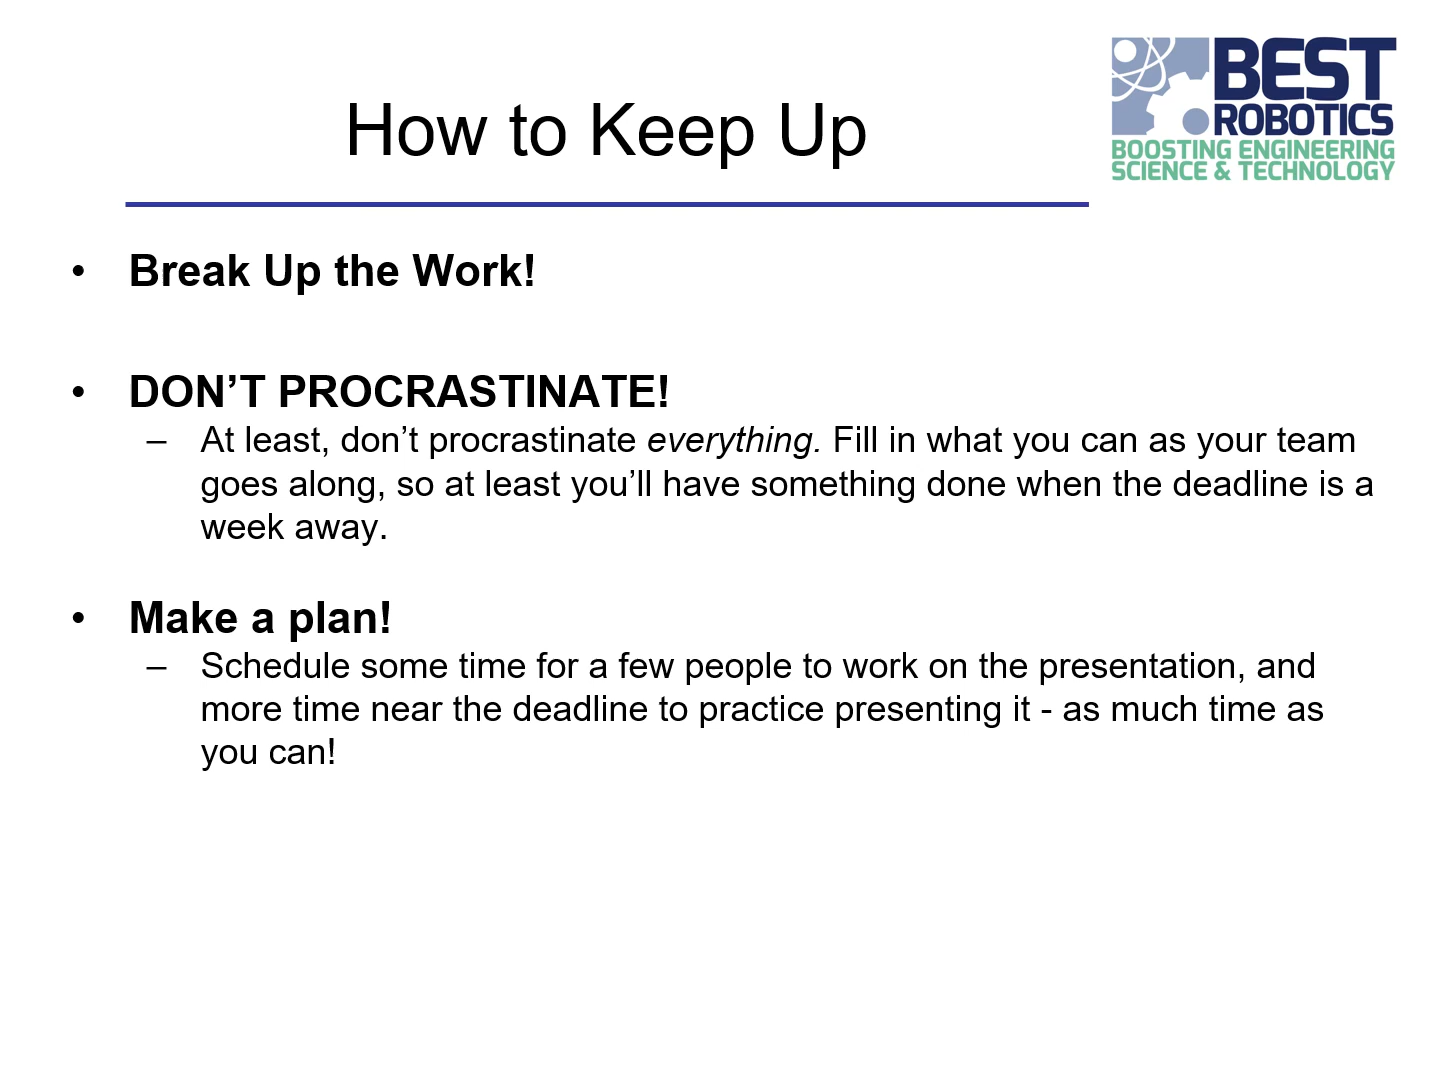 BEST
ROBOTICS
BOOSTING ENGINEERING
SCIENCE & TECHNOLOGY
How to Keep Up
• Break Up the Work!
• DON’T PROCRASTINATE!
– At least, don’t procrastinate everything. Fill in what you can as your team
goes along, so at least you’ll have something done when the deadline is a
week away.
• Make a plan!
– Schedule some time for a few people to work on the presentation, and
more time near the deadline to practice presenting it - as much time as
you can!